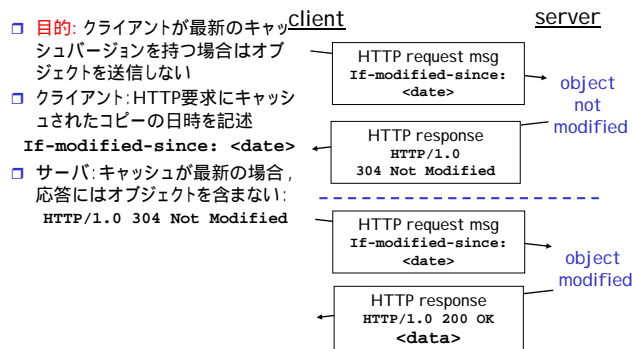 目的: クライアントが最新のキャッ
シュバージョンを持つ場合はオブ
ジェクトを送信しない
クライアント:HTTP要求にキャッシ
ュされたコピーの日時を記述
If-modified-since: <date>
サーバ:キャッシュが最新の場合,
応答にはオブジェクトを含まない:
HTTP/1.0 304 Not Modified
client
server
HTTP request msg
If-modified-since:
<date>
object
not
modified
HTTP response
HTTP/1.0
304 Not Modified
HTTP request msg
If-modified-since:
<date>
object
modified
HTTP response
HTTP/1.0 200 OK
<data>